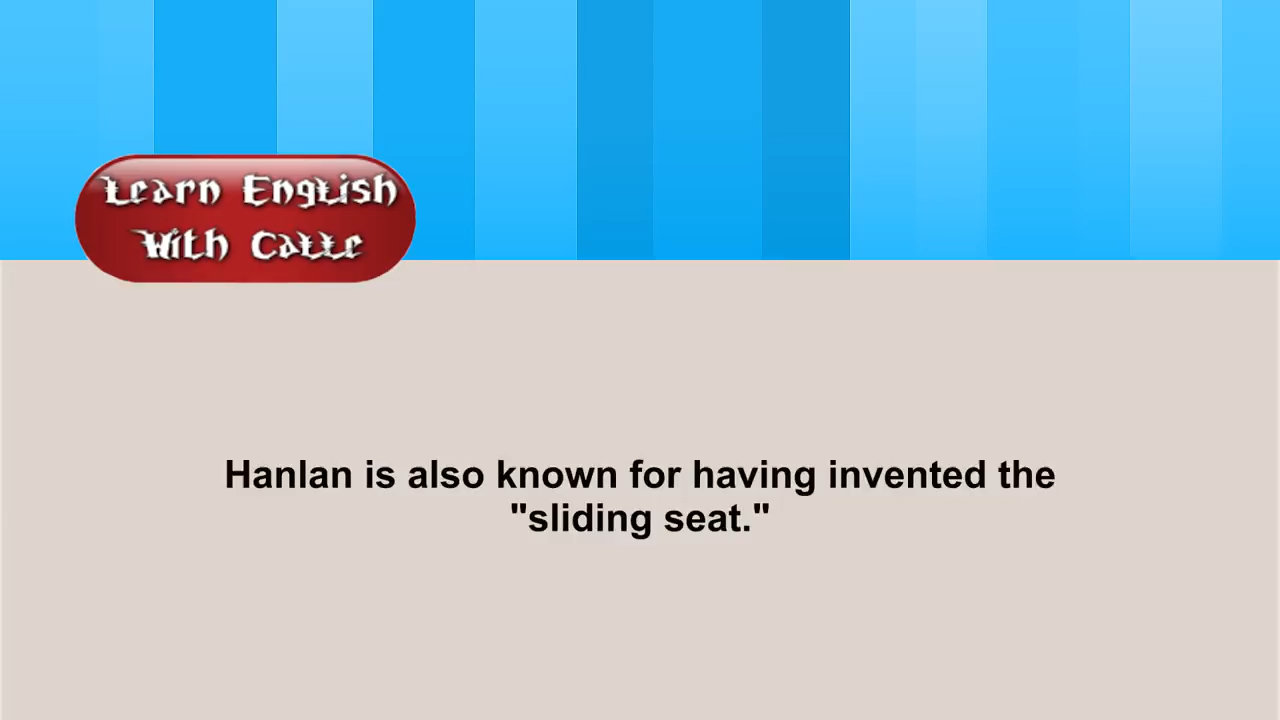 Learn English
With Catte
Hanlan is also known for having invented the
"sliding seat."